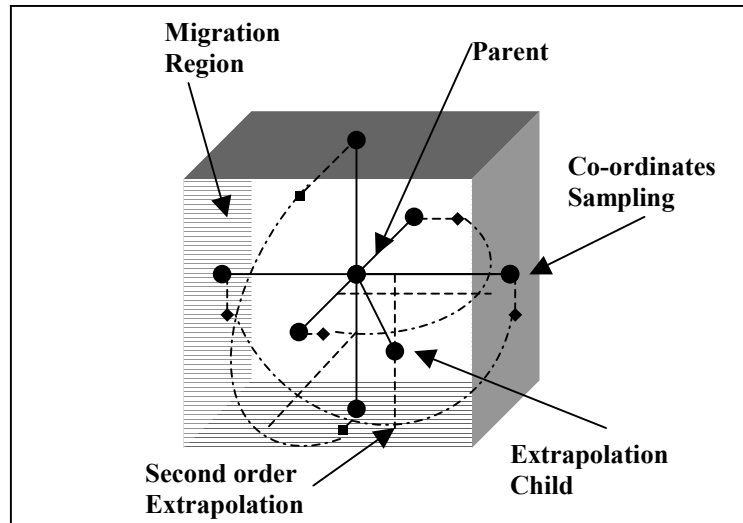 Migration
Region
Parent
Co-ordinates
Sampling
Second order
Extrapolation
Extrapolation
Child